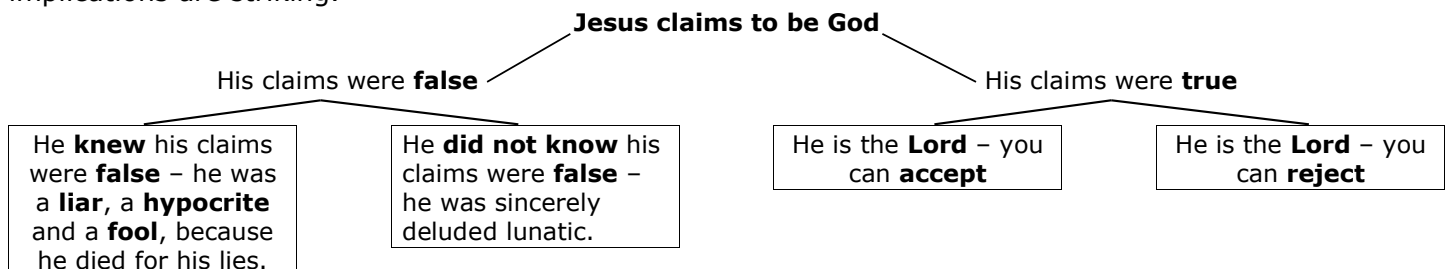 implications are striking.
Jesus claims to be God
His claims were false
His claims were true
He knew his claims
were false – he was
a liar, a hypocrite
and a fool, because
he died for his lies.
He did not know his
claims were false –
he was sincerely
deluded lunatic.
He is the Lord – you
can accept
He is the Lord – you
can reject